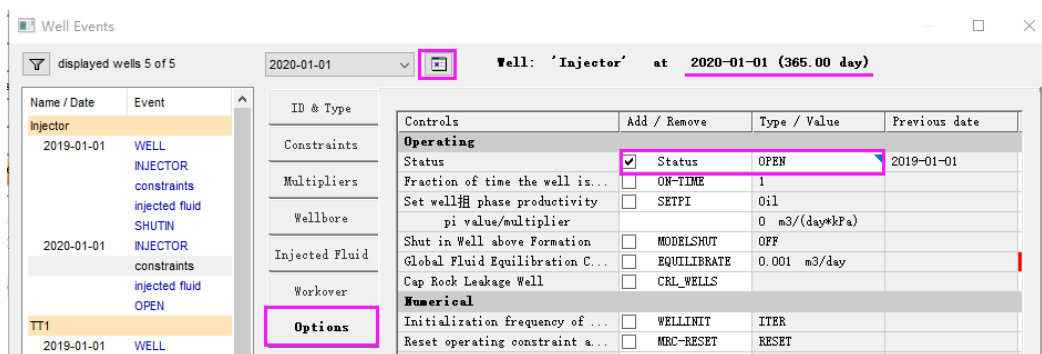 Well Events
displayed wells 5 of 5
2020-01-01
Well: 'Injector' at 2020-01-01 (365.00 day)
Name / Date Event
Injector
2019-01-01 WELL
INJECTOR
constraints
injected fluid
SHUTIN
2020-01-01 INJECTOR
constraints
injected fluid
OPEN
TT1
2019-01-01 WELL
ID & Type
Constraints
Multipliers
Wellbore
Injected Fluid
Workover
Options
Controls Add / Remove Type / Value Previous date
Operating
Status Status OPEN 2019-01-01
Fraction of time the well is... ON-TIME 1
Set well扭 phase productivity SETPI Oil
pi value/multiplier 0 m3/(day*kPa)
Shut in Well above Formation MODELSHUT OFF
Global Fluid Equilibration C... EQUILIBRATE 0.001 m3/day
Cap Rock Leakage Well CRL_WELLS
Numerical
Initialization frequency of ... WELLINIT ITER
Reset operating constraint a... MRC-RESET RESET